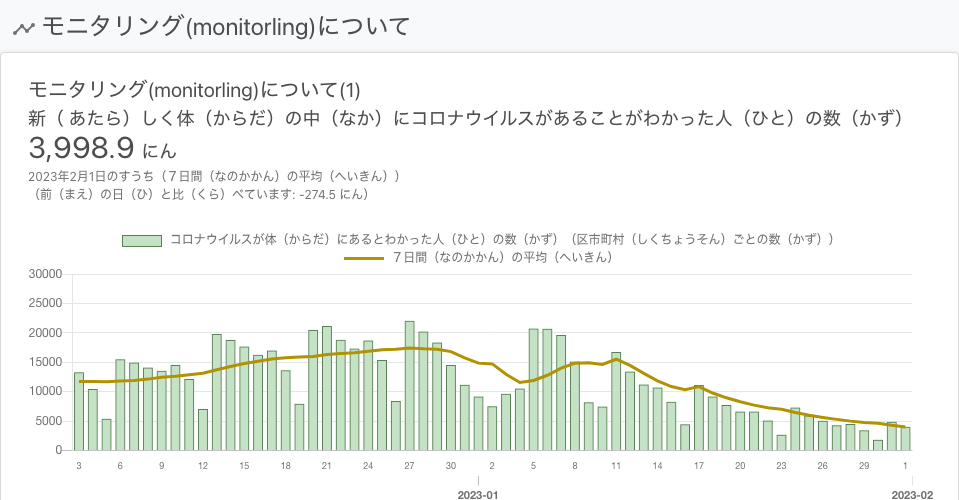 モニタリング(monitorling)について
モニタリング(monitorling)について(1)
新（ あたら）しく体（からだ）の中（なか）にコロナウイルスがあることがわかった人（ひと）の数（かず）
3,998.9 にん
2023年2月1日のすうち（７日間（なのかかん）の平均（へいきん））
（前（まえ）の日（ひ）と比（くら）べています: -274.5 にん）
コロナウイルスが体（からだ）にあるとわかった人（ひと）の数（かず）（区市町村（しくちょうそん）ごとの数（かず））
７日間（なのかかん）の平均（へいきん）
30000
25000
20000
15000
10000
5000
0
3 6 9 12 15 18 21 24 27 30 2 5 8 11 14 17 20 23 26 29 1
2023-01 2023-02